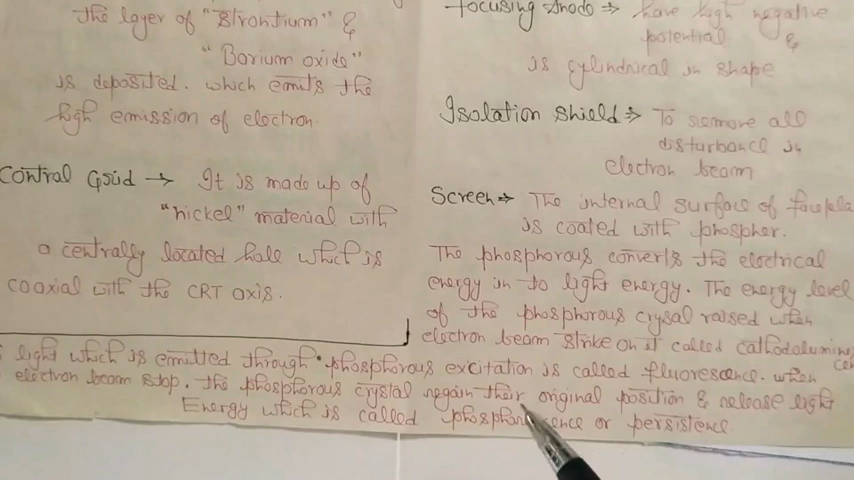 the layer of "Strontium" &
"Borium oxide"
is deposited. which emits the
high emission of electron.
Control Grid → It is made up of
"nickel" material with
a centrally located hole which is
coaxial with the CRT axis.
focusing Anode ⇒ have high negative
potential &
is cylindrical in shape
Isolation shield ⇒ To remove all
disturbance in
electron beam
Screen ⇒ The internal surface of
is coated with phospher.
The phosphorous converts the electrical
energy in to light energy. The energy level
of the phosphorous crysal raised when
electron beam strike on it called
light which is emitted through phosphorous excitation is called fluorescence. when
electron beam stop. the phosphorous crystal regain their original position & release light
Energy which is called or persistence.